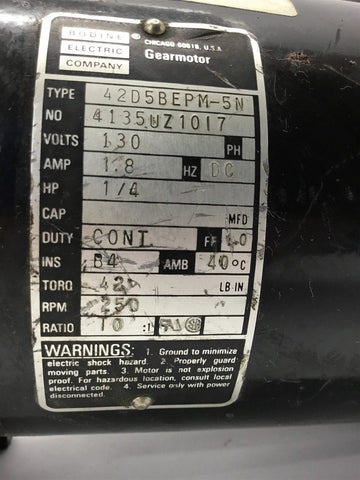 BODINE
ELECTRIC
COMPANY
CHICAGO 60618, U.S.A
Gearmotor
TYPE 42D5BEPM-5N
NO 4135UZ1017
VOLTS 130 PH
AMP 1.8 HZ DC
HP 1/4
CAP MFD
DUTY CONT FF 1.0
INS B4 AMB 40°C
TORQ 42 LB IN
RPM 250
RATIO 10 :1
WARNINGS: 1. Ground to minimize
electric shock hazard. 2. Properly guard
moving parts. 3. Motor is not explosion
proof. For hazardous location, consult local
electrical code. 4. Service only with power
disconnected.